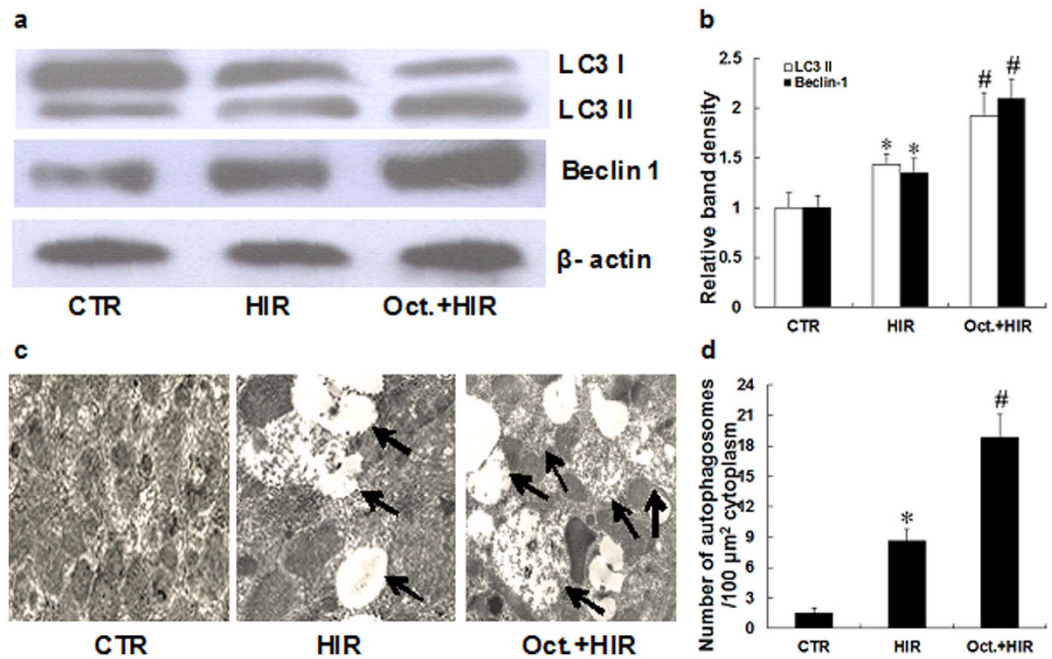 a
LC3 I
LC3 II
Beclin 1
β- actin
CTR HIR Oct.+HIR
b
Relative band density
2.5
2
1.5
1
0.5
0
LC3 II
Beclin-1
* * # #
CTR HIR Oct.+HIR
c
CTR HIR Oct.+HIR
d
Number of autophagosomes
/100 μm² cytoplasm
24
21
18
15
12
9
6
3
0
* #
CTR HIR Oct.+HIR